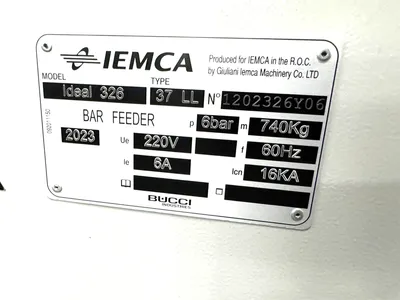 IEMCA
Produced for IEMCA in the R.O.C.
by Giuliani Iemca Machinery Co. LTD
MODEL TYPE
Ideal 326 37 LL N° 1202326Y06
BAR FEEDER p 6bar m 740Kg
2023 Ue 220V f 60Hz
Ie 6A Icn 16KA
BUCCI
INDUSTRIES